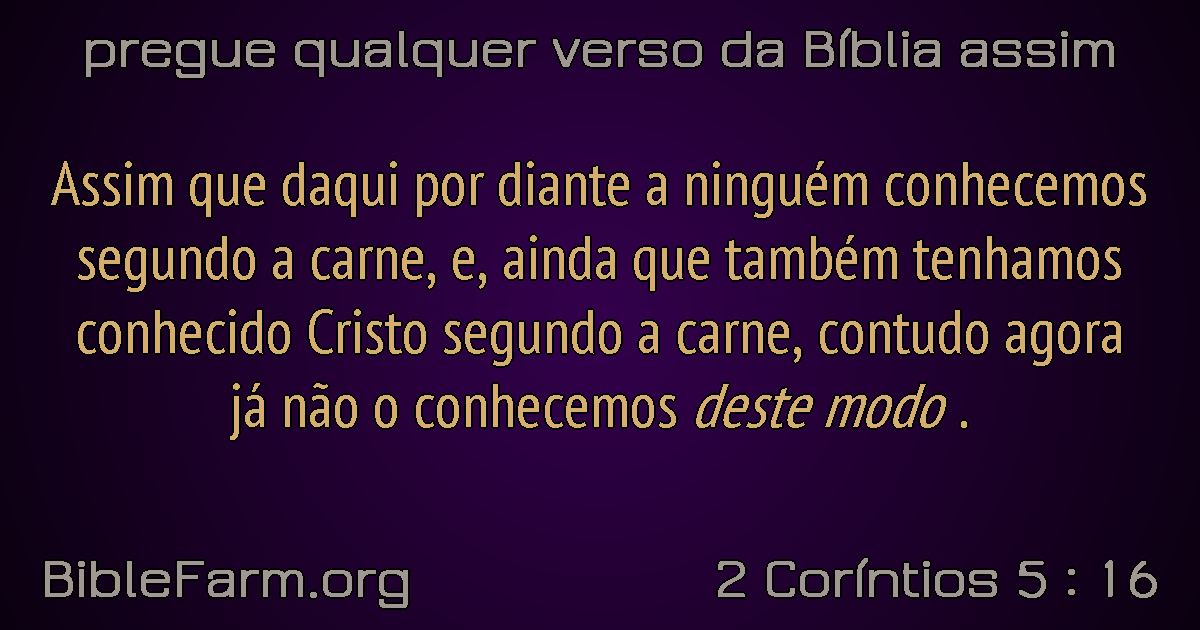 pregue qualquer verso da Bíblia assim
Assim que daqui por diante a ninguém conhecemos
segundo a carne, e, ainda que também tenhamos
conhecido Cristo segundo a carne, contudo agora
já não o conhecemos deste modo .
BibleFarm.org
2 Coríntios 5 : 16